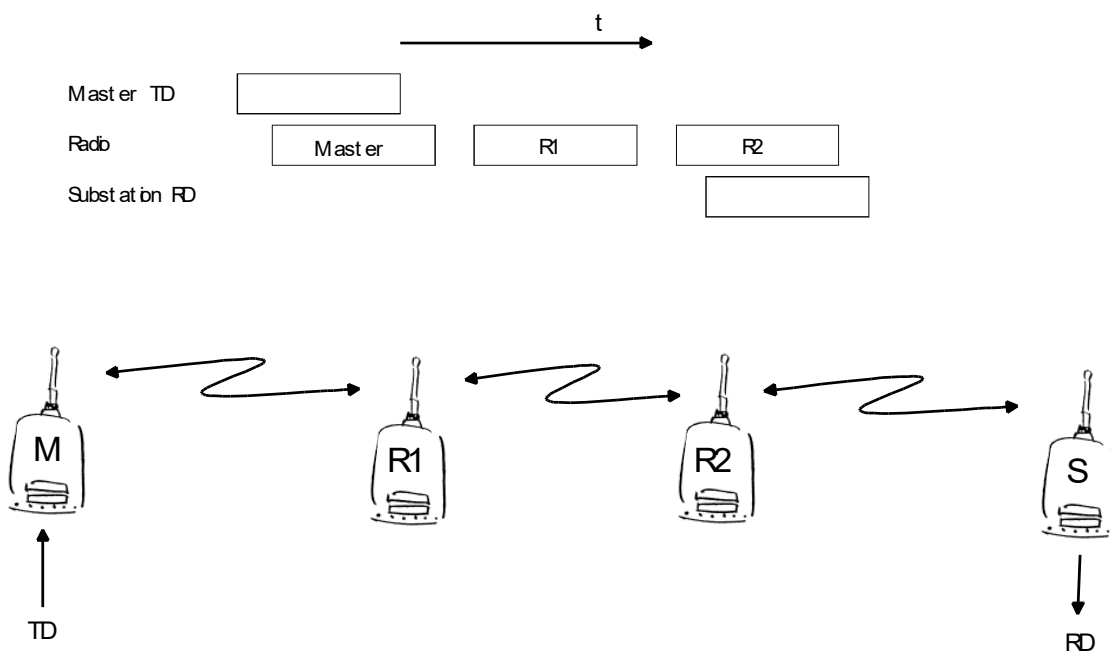 t
Master TD
Radio Master R1 R2
Substation RD
M R1 R2 S
TD
RD